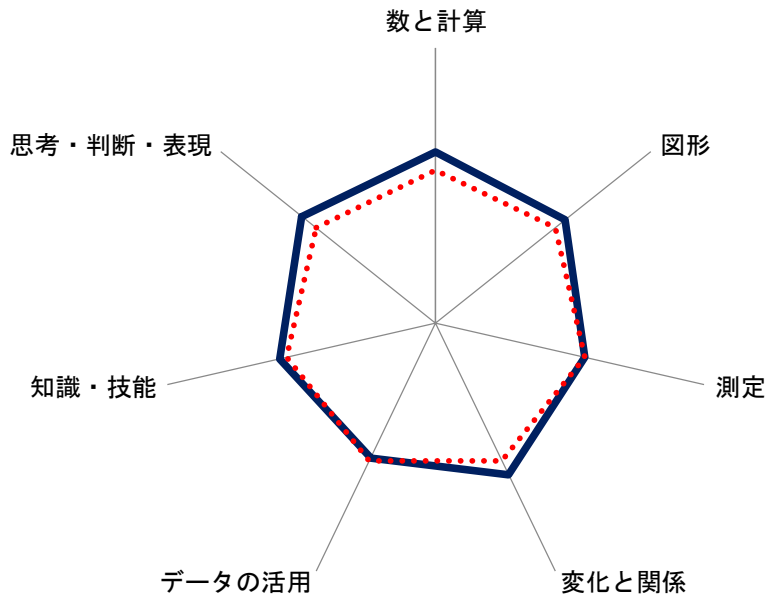 数と計算
図形
測定
変化と関係
データの活用
知識・技能
思考・判断・表現